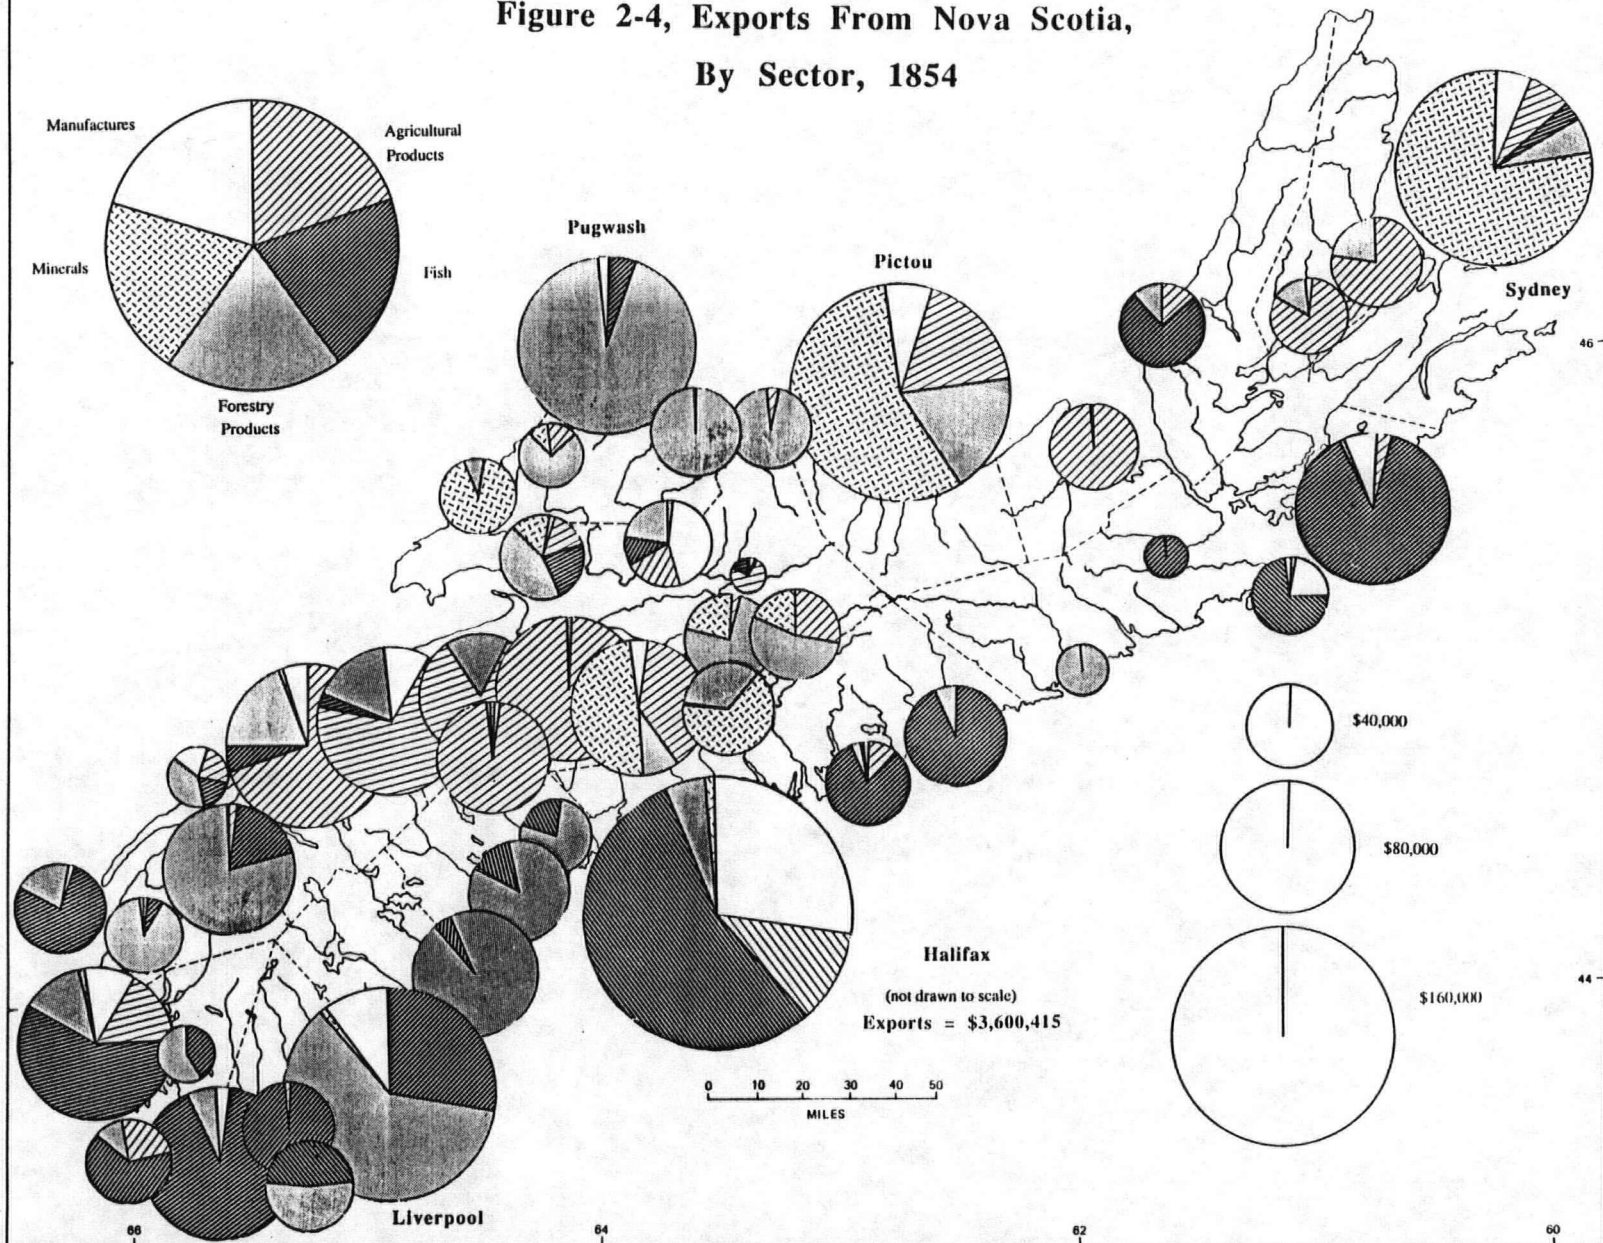 Figure 2-4, Exports From Nova Scotia,
By Sector, 1854
Manufactures
Agricultural
Products
Minerals
Fish
Forestry
Products
Pugwash
Pictou
Sydney
46
$40,000
$80,000
Halifax
(not drawn to scale)
Exports = $3,600,415
44
$160,000
0 10 20 30 40 50
MILES
Liverpool
66 64 62 60